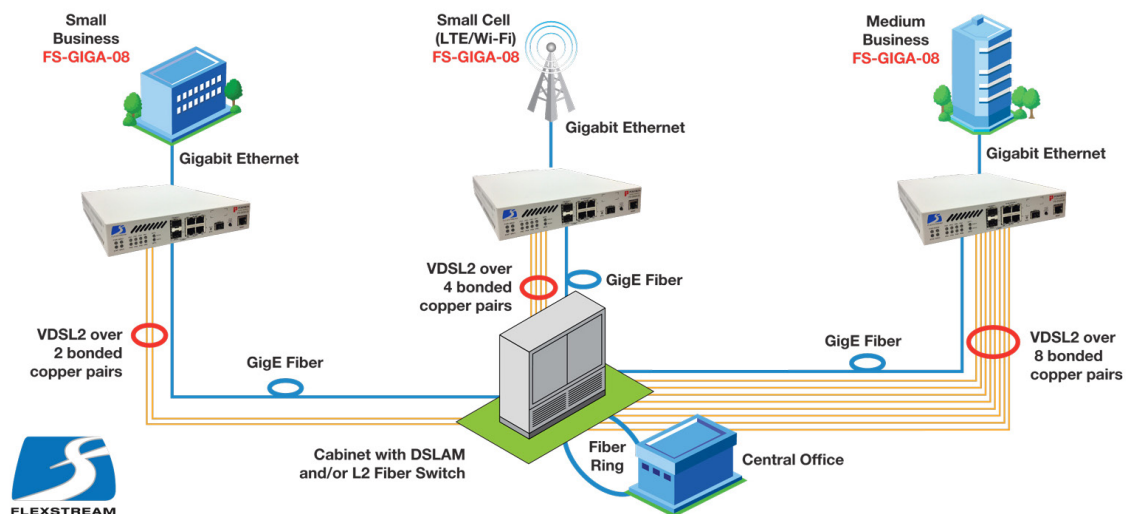 Small
Business
FS-GIGA-08
Small Cell
(LTE/Wi-Fi)
FS-GIGA-08
Medium
Business
FS-GIGA-08
Gigabit Ethernet
Gigabit Ethernet
Gigabit Ethernet
VDSL2 over
2 bonded
copper pairs
VDSL2 over
4 bonded
copper pairs
GigE Fiber
GigE Fiber
GigE Fiber
VDSL2 over
8 bonded
copper pairs
Cabinet with DSLAM
and/or L2 Fiber Switch
Fiber
Ring
Central Office
FLEXSTREAM